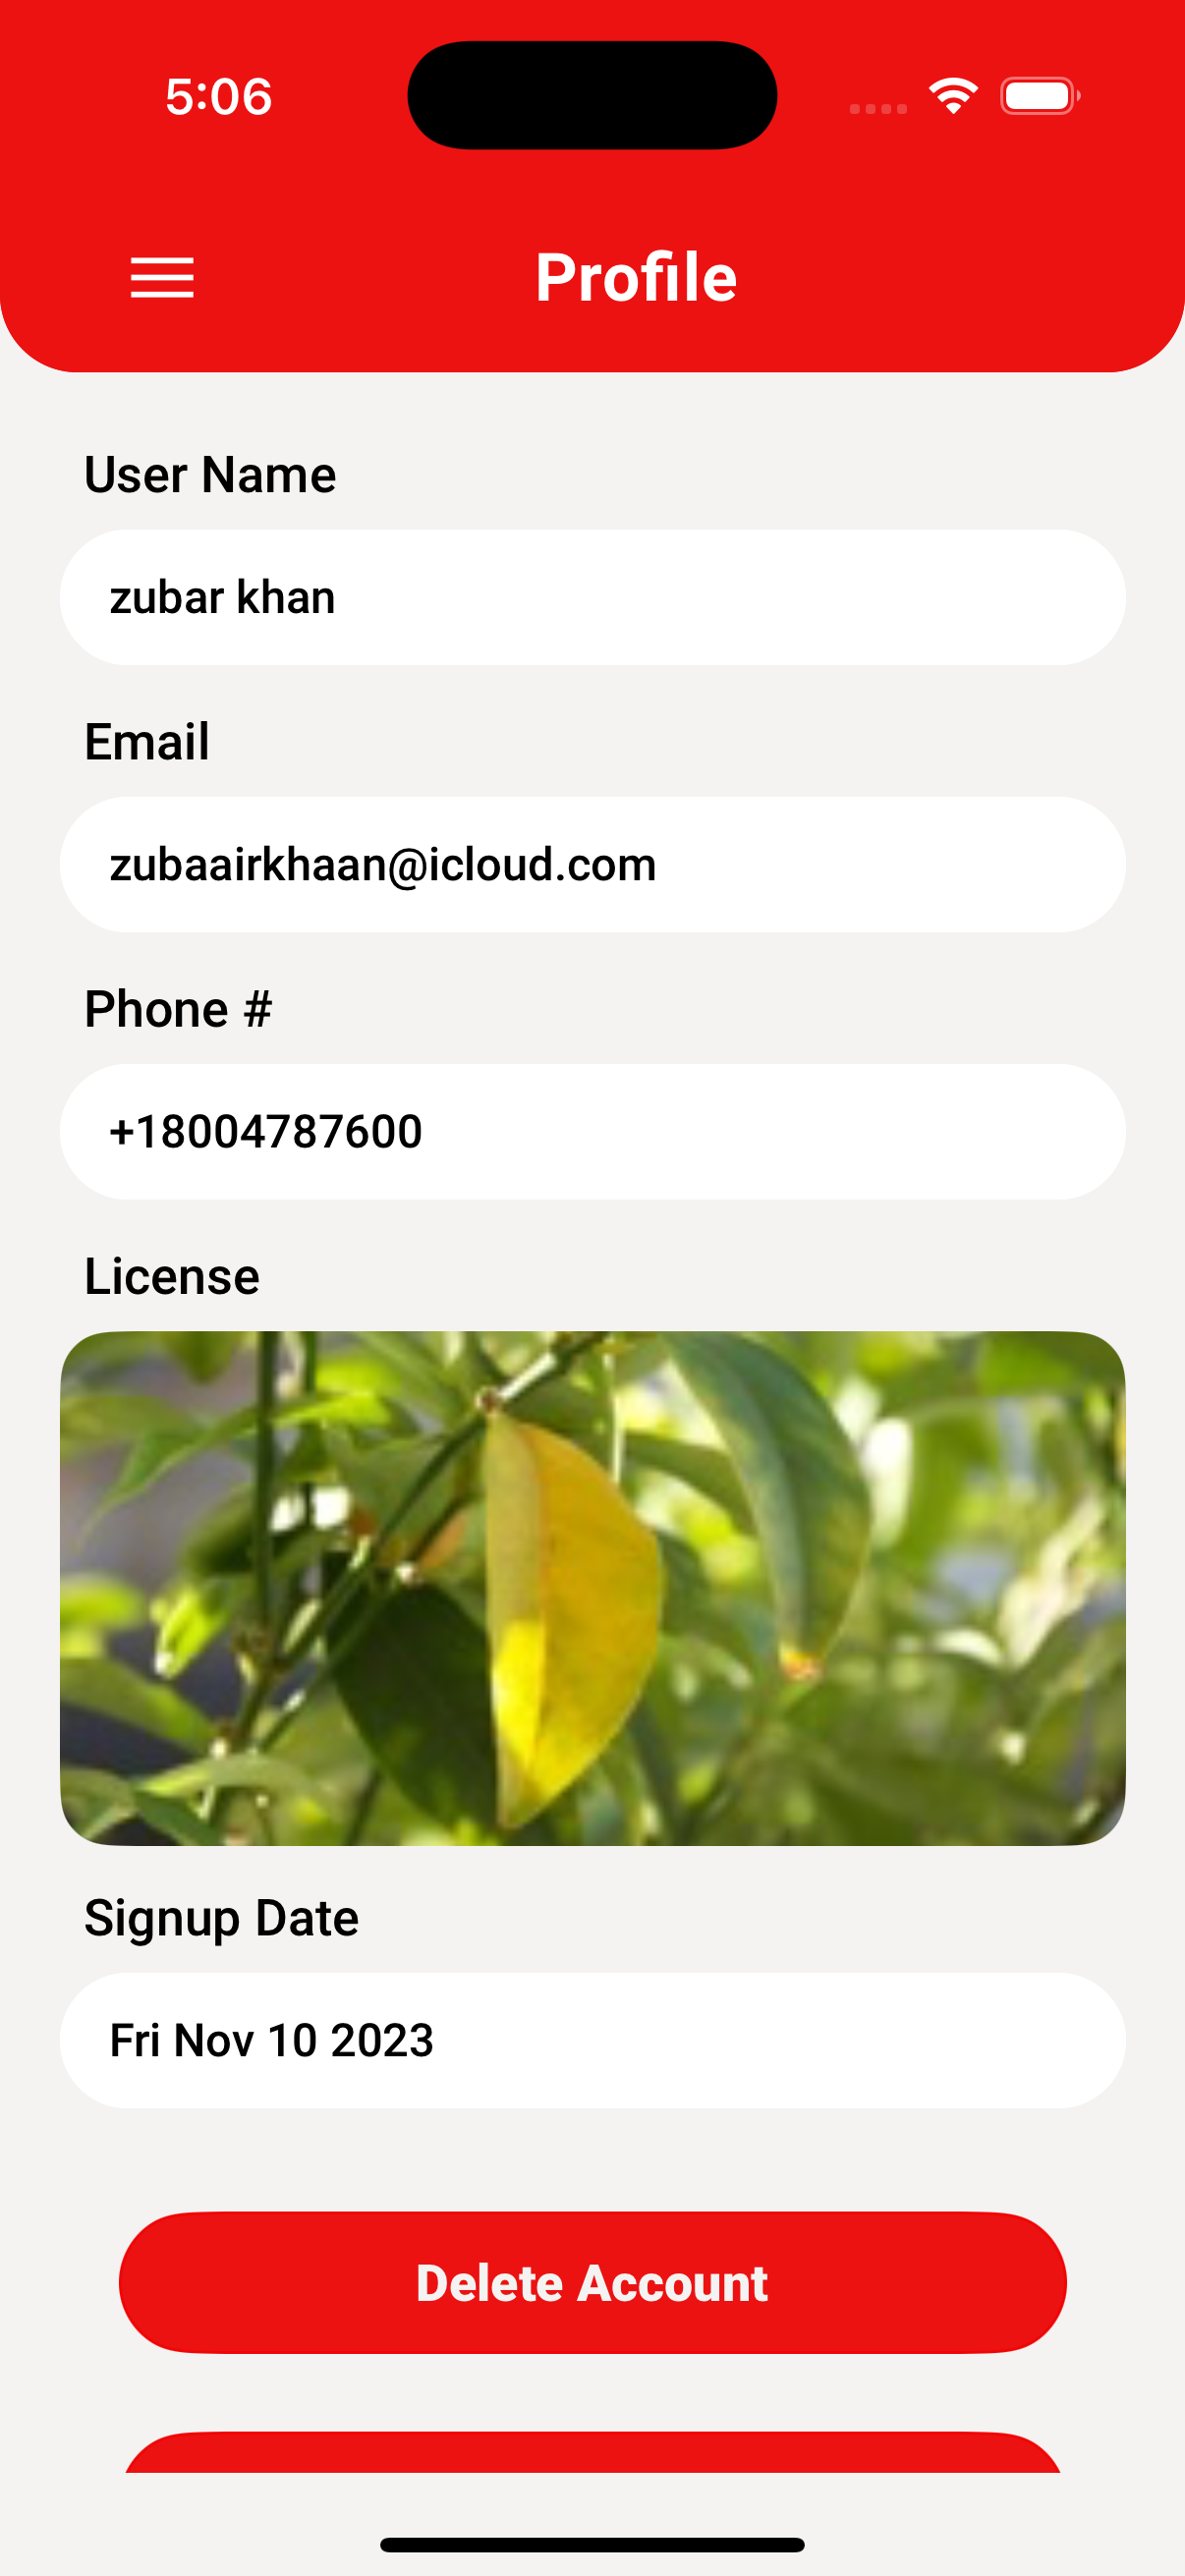 5:06
Profile
User Name
zubar khan
Email
zubaairkhaan@icloud.com
Phone #
+18004787600
License
Signup Date
Fri Nov 10 2023
Delete Account